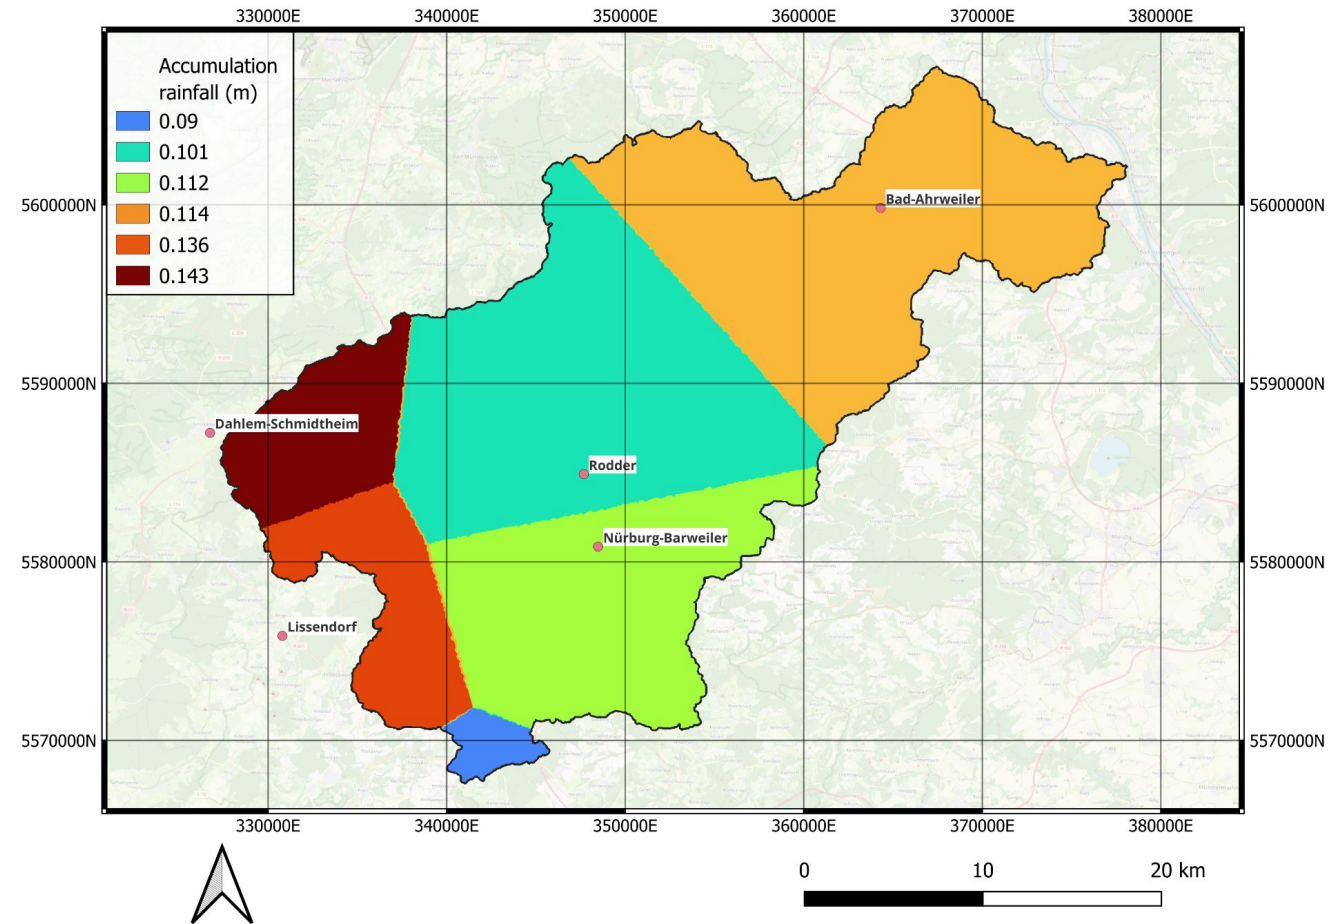 330000E 340000E 350000E 360000E 370000E 380000E
Accumulation
rainfall (m)
0.09
0.101
0.112
0.114
0.136
0.143
5600000N
Bad-Ahrweiler
5600000N
5590000N
5590000N
Dahlem-Schmidtheim
Rodder
Nürburg-Barweiler
5580000N
5580000N
Lissendorf
5570000N
5570000N
330000E 340000E 350000E 360000E 370000E 380000E
0 10 20 km